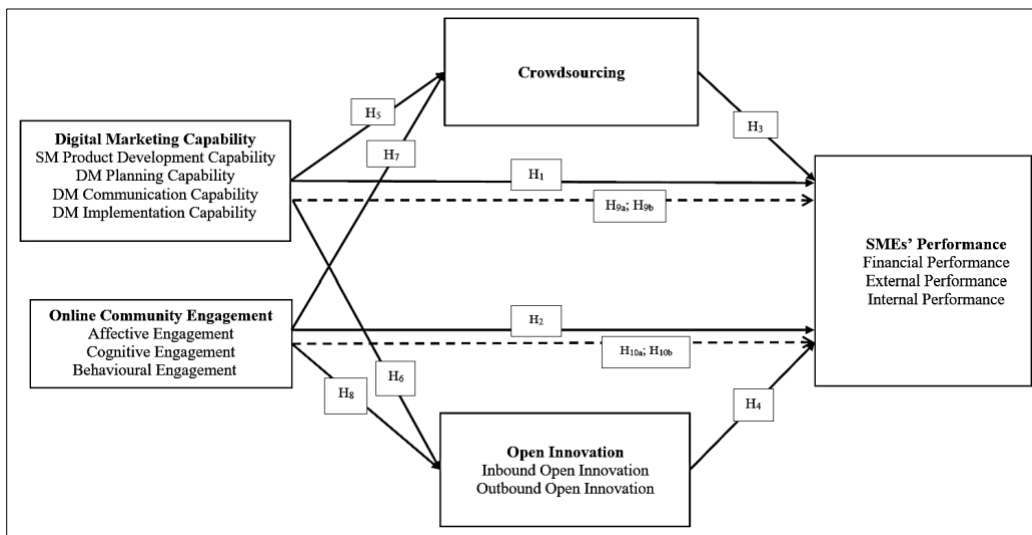 Crowdsourcing
H5
H3
Digital Marketing Capability
SM Product Development Capability
DM Planning Capability
DM Communication Capability
DM Implementation Capability
H7
H1
H9a; H9b
SMEs' Performance
Financial Performance
External Performance
Internal Performance
Online Community Engagement
Affective Engagement
Cognitive Engagement
Behavioural Engagement
H2
H10a; H10b
H6
H8
H4
Open Innovation
Inbound Open Innovation
Outbound Open Innovation